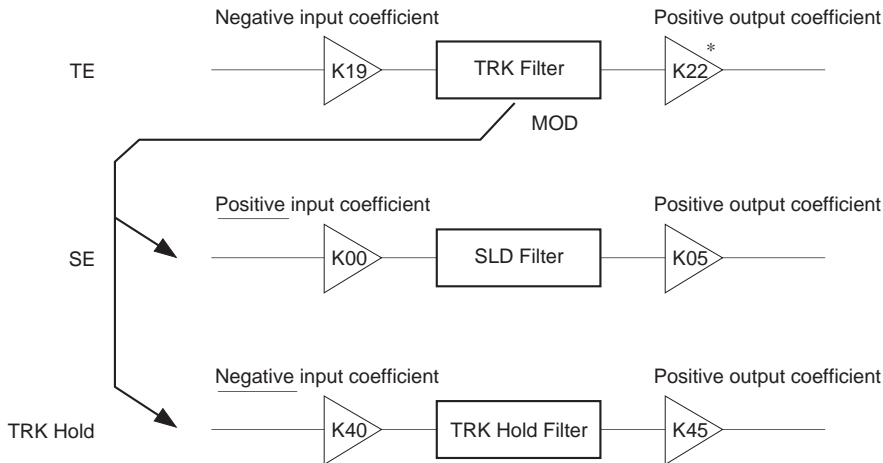 Negative input coefficient
Positive output coefficient
TE
K19
TRK Filter
K22
*
MOD
Positive input coefficient
Positive output coefficient
SE
K00
SLD Filter
K05
Negative input coefficient
Positive output coefficient
TRK Hold
K40
TRK Hold Filter
K45